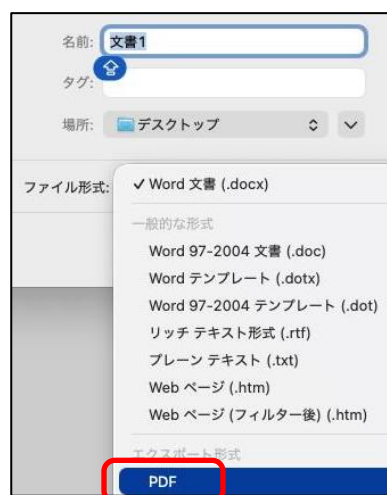 名前: 文書1
タグ:
場所: デスクトップ
ファイル形式: ✓ Word 文書 (.docx)
一般的な形式
Word 97-2004 文書 (.doc)
Word テンプレート (.dotx)
Word 97-2004 テンプレート (.dot)
リッチ テキスト形式 (.rtf)
プレーン テキスト (.txt)
Web ページ (.htm)
Web ページ (フィルター後) (.htm)
エクスポート形式
PDF